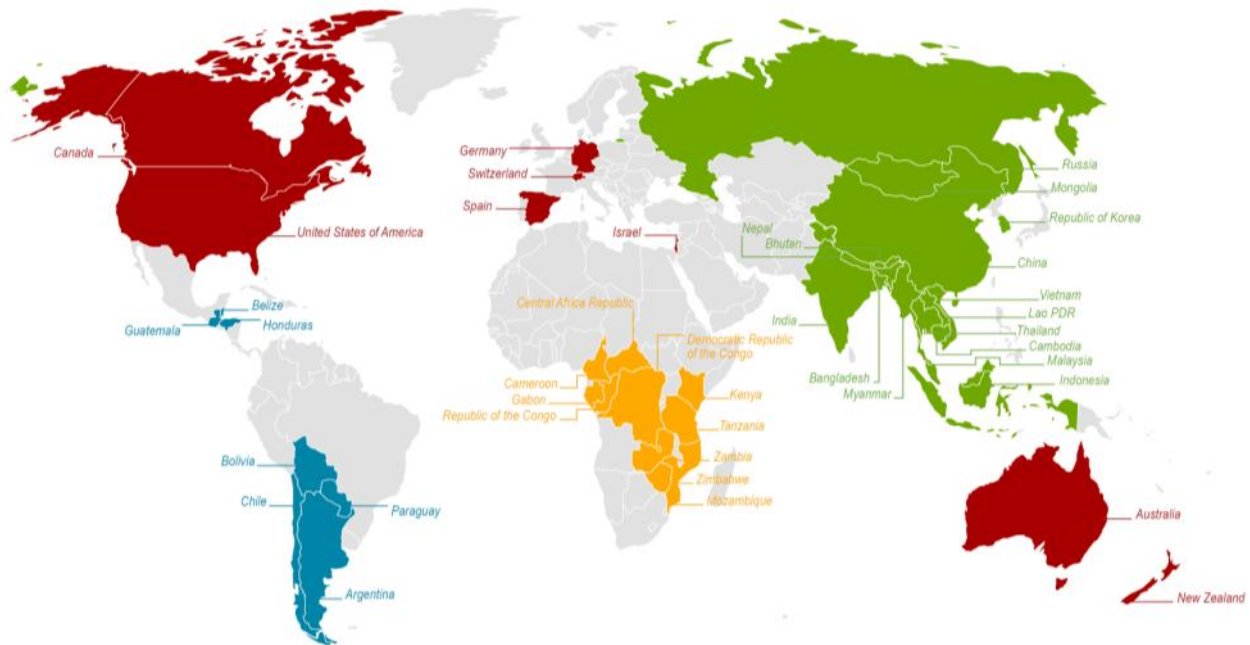 Canada
United States of America
Germany
Switzerland
Spain
Israel
Russia
Mongolia
Republic of Korea
Nepal
Bhutan
China
India
Vietnam
Lao PDR
Thailand
Cambodia
Malaysia
Bangladesh
Indonesia
Myanmar
Belize
Guatemala
Honduras
Central Africa Republic
Democratic Republic
of the Congo
Cameroon
Gabon
Republic of the Congo
Kenya
Tanzania
Zambia
Zimbabwe
Mozambique
Bolivia
Chile
Paraguay
Argentina
Australia
New Zealand